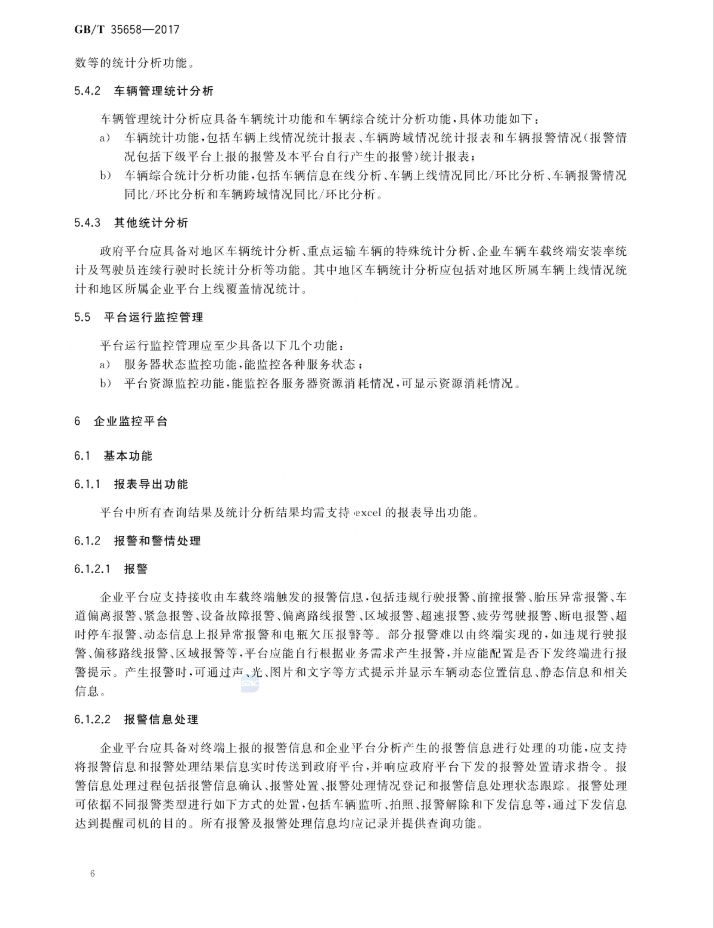 GB/T 35658—2017
数等的统计分析功能。
5.4.2 车辆管理统计分析
车辆管理统计分析应具备车辆统计功能和车辆综合统计分析功能,具体功能如下:
a) 车辆统计功能,包括车辆上线情况统计报表、车辆跨域情况统计报表和车辆报警情况(报警情
况包括下级平台上报的报警及本平台自行产生的报警)统计报表;
b) 车辆综合统计分析功能,包括车辆信息在线分析、车辆上线情况同比/环比分析、车辆报警情况
同比/环比分析和车辆跨域情况同比/环比分析。
5.4.3 其他统计分析
政府平台应具备对地区车辆统计分析、重点运输车辆的特殊统计分析、企业车辆车载终端安装率统
计及驾驶员连续行驶时长统计分析等功能。其中地区车辆统计分析应包括对地区所属车辆上线情况统
计和地区所属企业平台上线覆盖情况统计。
5.5 平台运行监控管理
平台运行监控管理应至少具备以下几个功能:
a) 服务器状态监控功能,能监控各种服务状态;
b) 平台资源监控功能,能监控各服务器资源消耗情况,可显示资源消耗情况。
6 企业监控平台
6.1 基本功能
6.1.1 报表导出功能
平台中所有查询结果及统计分析结果均需支持 excel 的报表导出功能。
6.1.2 报警和警情处理
6.1.2.1 报警
企业平台应支持接收由车载终端触发的报警信息,包括违规行驶报警、前撞报警、胎压异常报警、车
道偏离报警、紧急报警、设备故障报警、偏离路线报警、区域报警、超速报警、疲劳驾驶报警、断电报警、超
时停车报警、动态信息上报异常报警和电瓶欠压报警等。部分报警难以由终端实现的,如违规行驶报
警、偏移路线报警、区域报警等,平台应能自行根据业务需求产生报警,并应能配置是否下发终端进行报
警提示。产生报警时,可通过声、光、图片和文字等方式提示并显示车辆动态位置信息、静态信息和相关
信息。
6.1.2.2 报警信息处理
企业平台应具备对终端上报的报警信息和企业平台分析产生的报警信息进行处理的功能,应支持
将报警信息和报警处理结果信息实时传送到政府平台,并响应政府平台下发的报警处置请求指令。报
警信息处理过程包括报警信息确认、报警处置、报警处理情况登记和报警信息处理状态跟踪。报警处理
可依据不同报警类型进行如下方式的处置,包括车辆监听、拍照、报警解除和下发信息等,通过下发信息
达到提醒司机的目的。所有报警及报警处理信息均应记录并提供查询功能。
6